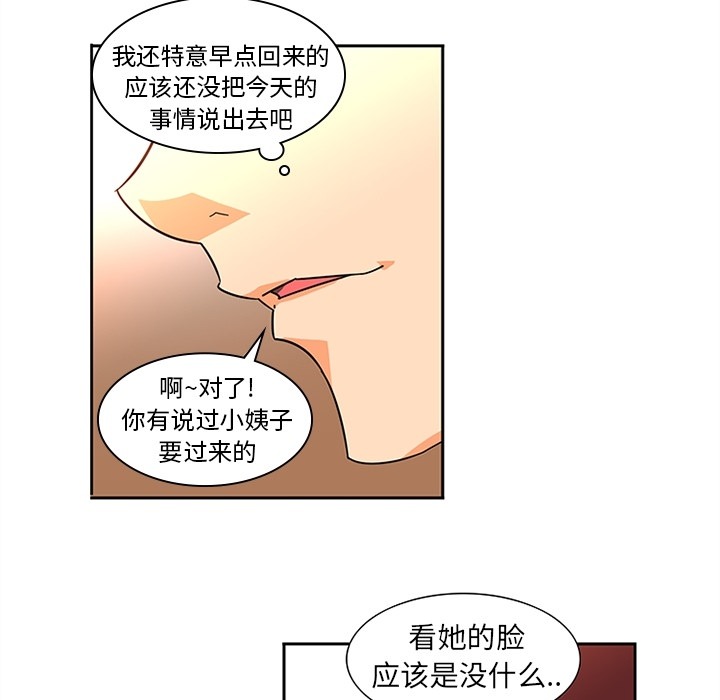 我还特意早点回来的
应该还没把今天的
事情说出去吧
啊~对了!
你有说过小姨子
要过来的
看她的脸
应该是没什么..